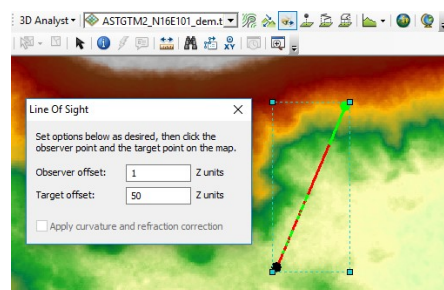 3D Analyst ASTGTM2_N16E101_dem.t
Line Of Sight
Set options below as desired, then click the
observer point and the target point on the map.
Observer offset: 1 Z units
Target offset: 50 Z units
Apply curvature and refraction correction